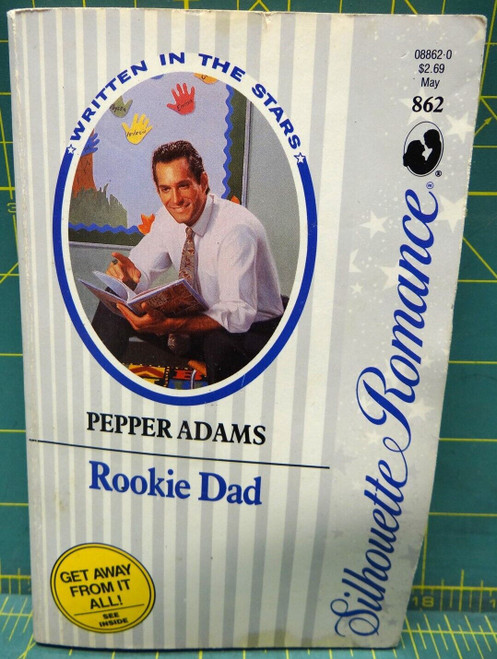 08862-0
$2.69
May
862
®
WRITTEN IN THE STARS
PEPPER ADAMS
Rookie Dad
Silhouette Romance®
GET AWAY
FROM IT
ALL!
SEE
INSIDE
18